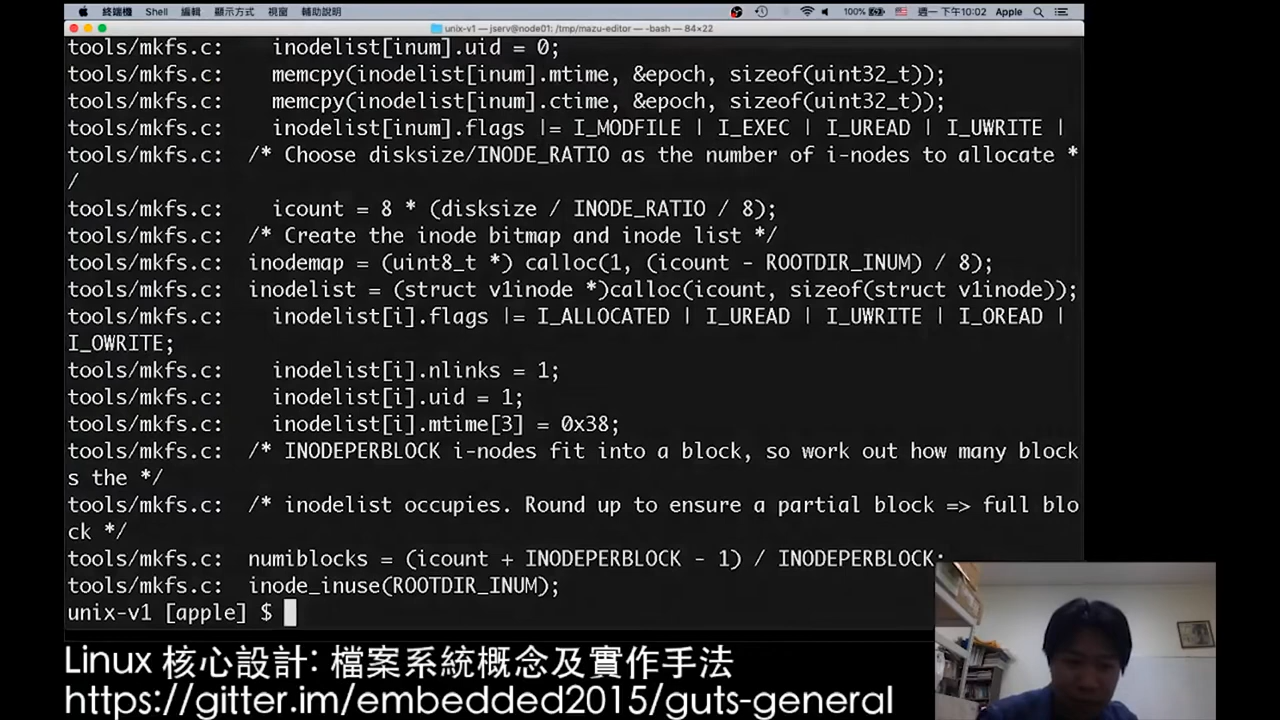 終端機 Shell 編輯 顯示方式 視窗 輔助說明 100% 週一下午10:02 Apple
unix-v1 — jserv@node01: /tmp/mazu-editor — -bash — 84×22
tools/mkfs.c:    inodelist[inum].uid = 0;
tools/mkfs.c:    memcpy(inodelist[inum].mtime, &epoch, sizeof(uint32_t));
tools/mkfs.c:    memcpy(inodelist[inum].ctime, &epoch, sizeof(uint32_t));
tools/mkfs.c:    inodelist[inum].flags |= I_MODFILE | I_EXEC | I_UREAD | I_UWRITE |
tools/mkfs.c:  /* Choose disksize/INODE_RATIO as the number of i-nodes to allocate *
/
tools/mkfs.c:    icount = 8 * (disksize / INODE_RATIO / 8);
tools/mkfs.c:  /* Create the inode bitmap and inode list */
tools/mkfs.c:  inodemap = (uint8_t *) calloc(1, (icount - ROOTDIR_INUM) / 8);
tools/mkfs.c:  inodelist = (struct v1inode *)calloc(icount, sizeof(struct v1inode));
tools/mkfs.c:    inodelist[i].flags |= I_ALLOCATED | I_UREAD | I_UWRITE | I_OREAD |
I_OWRITE;
tools/mkfs.c:    inodelist[i].nlinks = 1;
tools/mkfs.c:    inodelist[i].uid = 1;
tools/mkfs.c:    inodelist[i].mtime[3] = 0x38;
tools/mkfs.c:  /* INODEPERBLOCK i-nodes fit into a block, so work out how many block
s the */
tools/mkfs.c:  /* inodelist occupies. Round up to ensure a partial block => full blo
ck */
tools/mkfs.c:  numiblocks = (icount + INODEPERBLOCK - 1) / INODEPERBLOCK;
tools/mkfs.c:  inode_inuse(ROOTDIR_INUM);
unix-v1 [apple] $
Linux 核心設計: 檔案系統概念及實作手法
https://gitter.im/embedded2015/guts-general